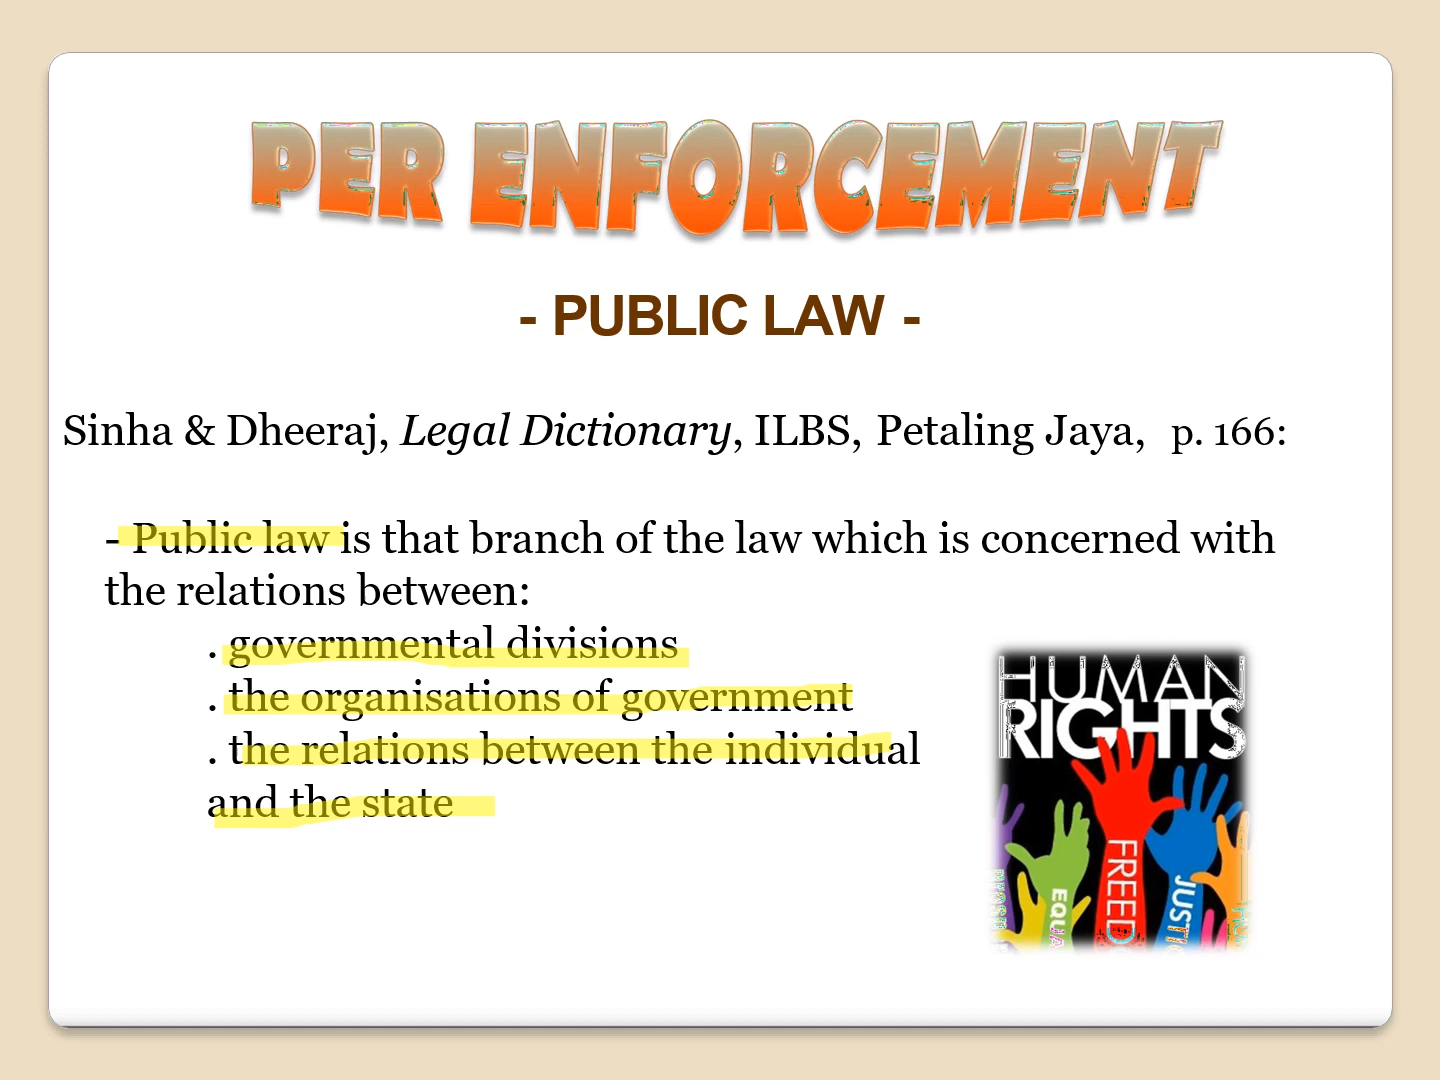 PER ENFORCEMENT
- PUBLIC LAW -
Sinha & Dheeraj, Legal Dictionary, ILBS, Petaling Jaya, p. 166:
- Public law is that branch of the law which is concerned with
the relations between:
. governmental divisions
. the organisations of government
. the relations between the individual
and the state
HUMAN
RIGHTS
FREEDO
JUSTI
EQUA